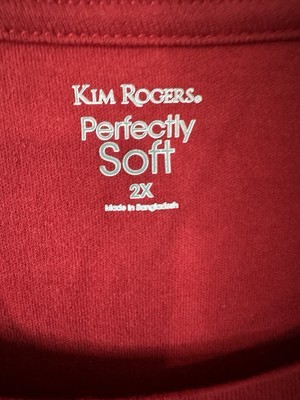 KIM ROGERS®
Perfectly
Soft
2X
Made in Bangladesh